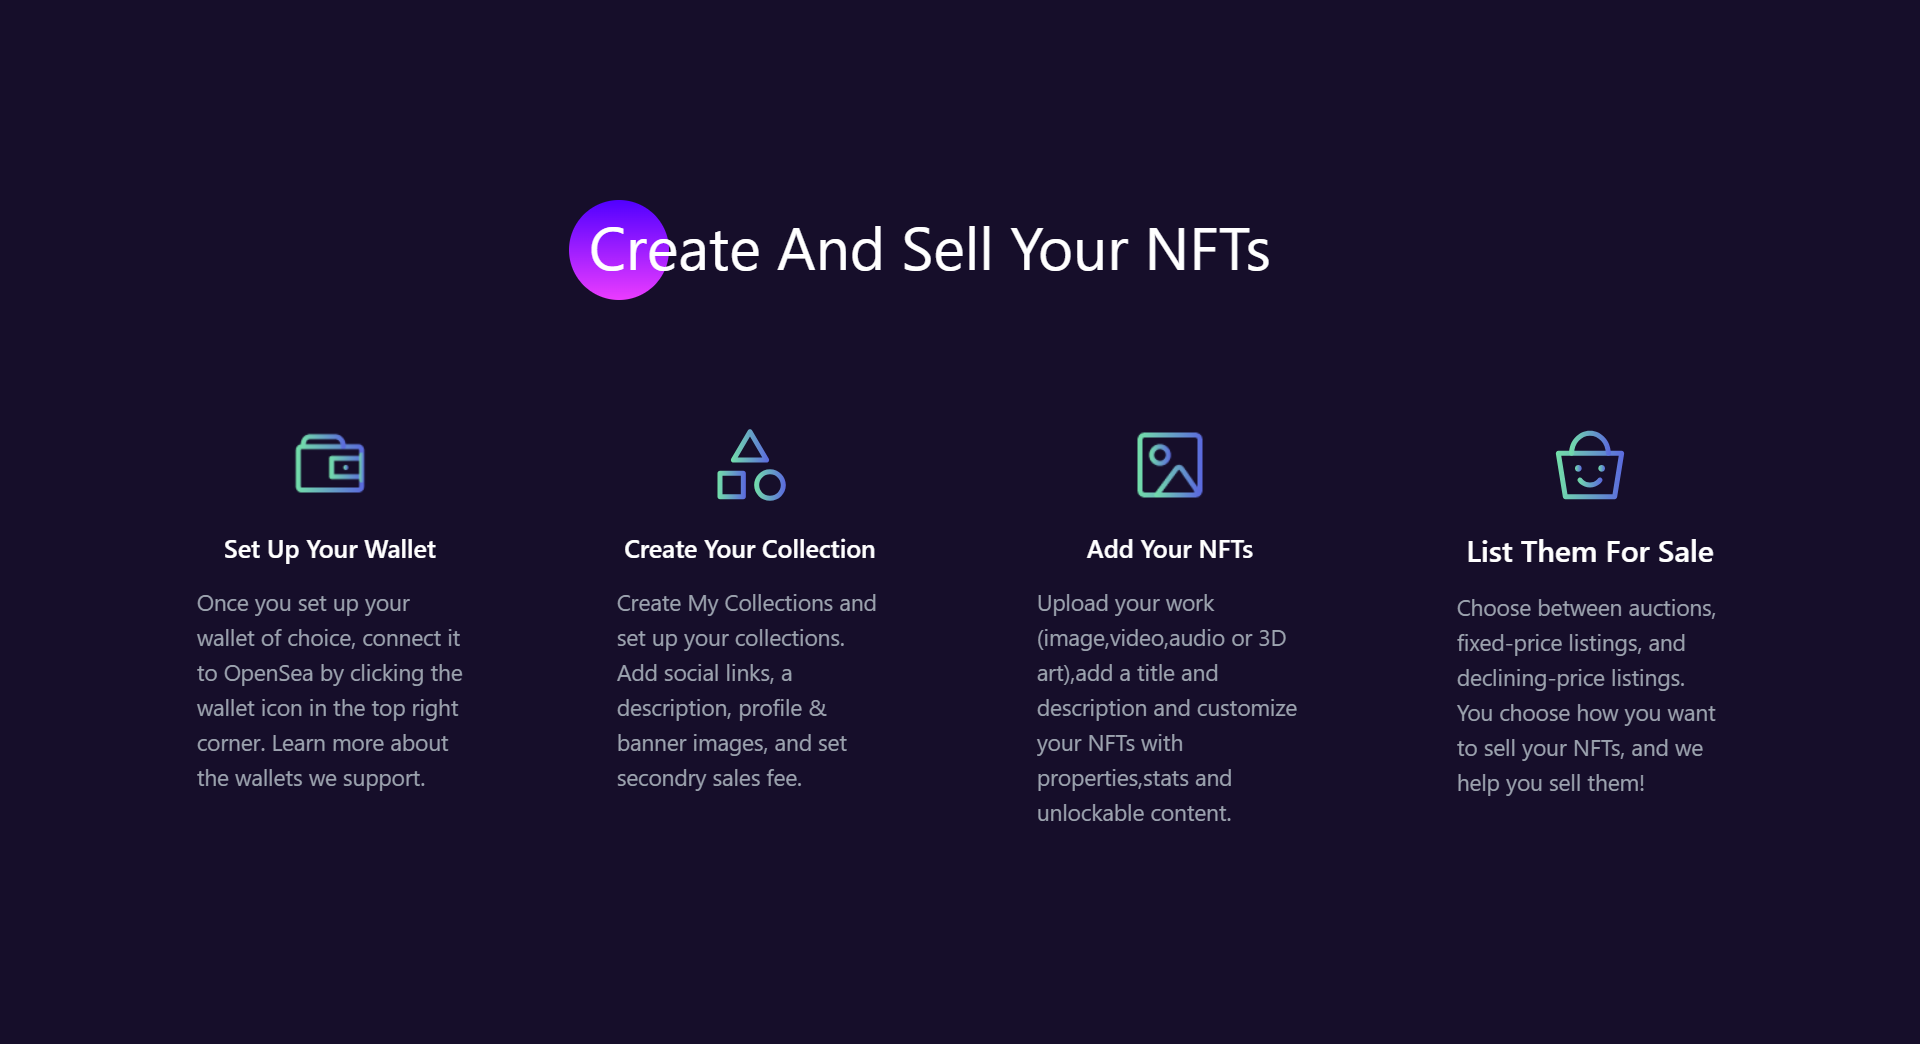 Create And Sell Your NFTs
Set Up Your Wallet
Once you set up your
wallet of choice, connect it
to OpenSea by clicking the
wallet icon in the top right
corner. Learn more about
the wallets we support.
Create Your Collection
Create My Collections and
set up your collections.
Add social links, a
description, profile &
banner images, and set
secondry sales fee.
Add Your NFTs
Upload your work
(image,video,audio or 3D
art),add a title and
description and customize
your NFTs with
properties,stats and
unlockable content.
List Them For Sale
Choose between auctions,
fixed-price listings, and
declining-price listings.
You choose how you want
to sell your NFTs, and we
help you sell them!